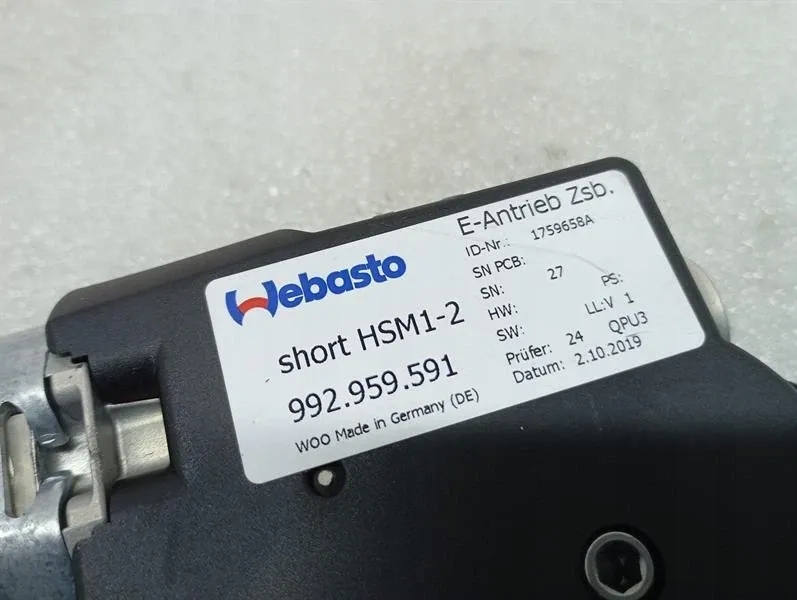 Webasto
short HSM1-2
992.959.591
WOO Made in Germany (DE)
E-Antrieb Zsb.
ID-Nr.: 1759658A
SN PCB:
SN: 27
HW: PS:
SW: LL:V 1
Prüfer: 24 QPU3
Datum: 2.10.2019